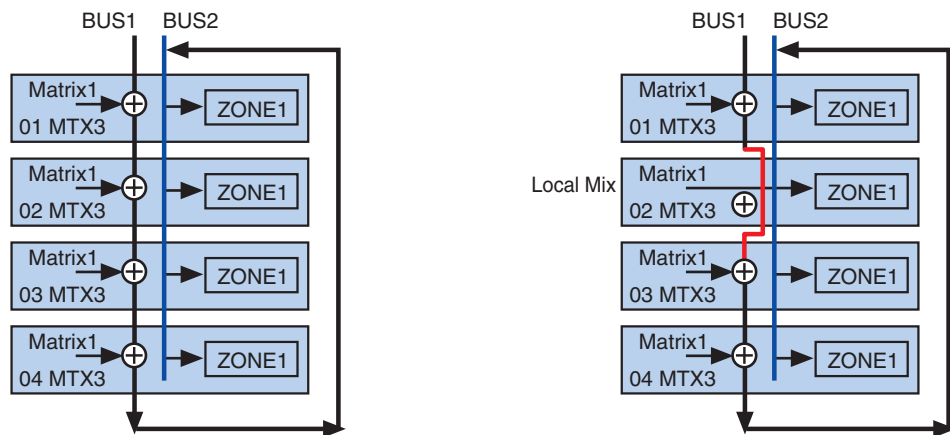 BUS1 BUS2
Matrix1
ZONE1
01 MTX3
Matrix1
ZONE1
02 MTX3
Matrix1
ZONE1
03 MTX3
Matrix1
ZONE1
04 MTX3
BUS1 BUS2
Matrix1
ZONE1
01 MTX3
Local Mix
Matrix1
ZONE1
02 MTX3
Matrix1
ZONE1
03 MTX3
Matrix1
ZONE1
04 MTX3